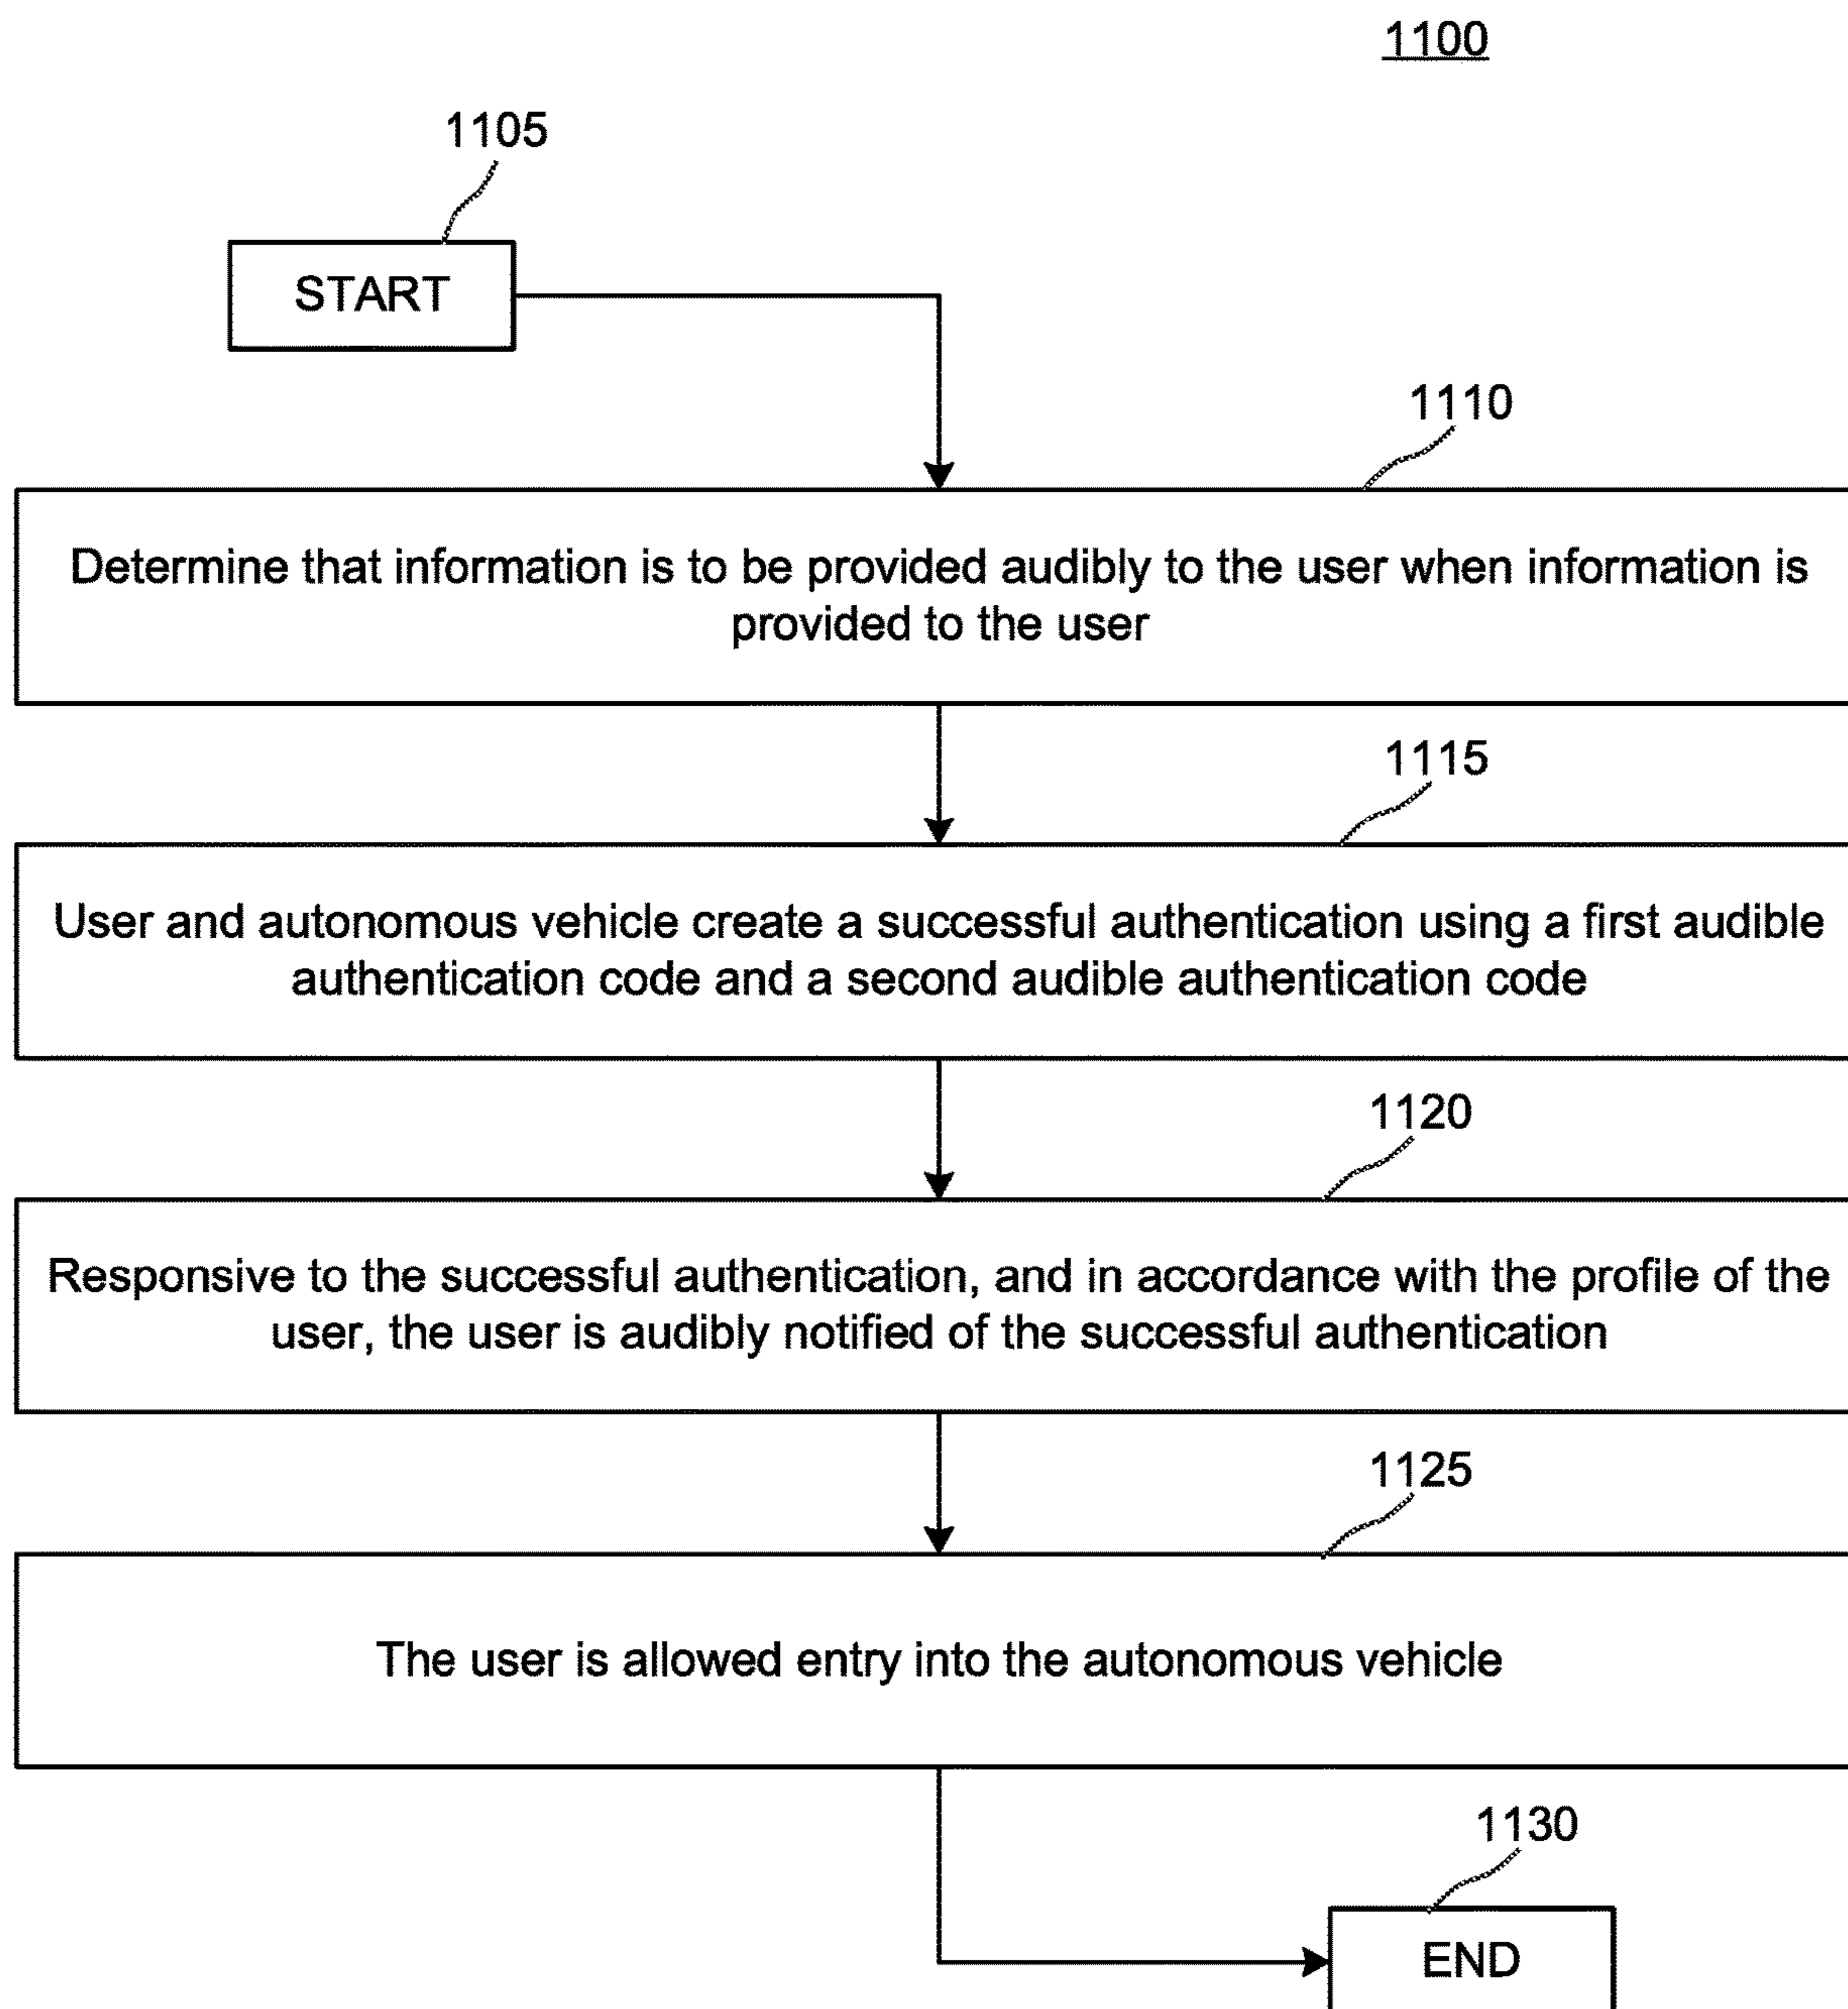 1100
1105
START
1110
Determine that information is to be provided audibly to the user when information is
provided to the user
1115
User and autonomous vehicle create a successful authentication using a first audible
authentication code and a second audible authentication code
1120
Responsive to the successful authentication, and in accordance with the profile of the
user, the user is audibly notified of the successful authentication
1125
The user is allowed entry into the autonomous vehicle
1130
END